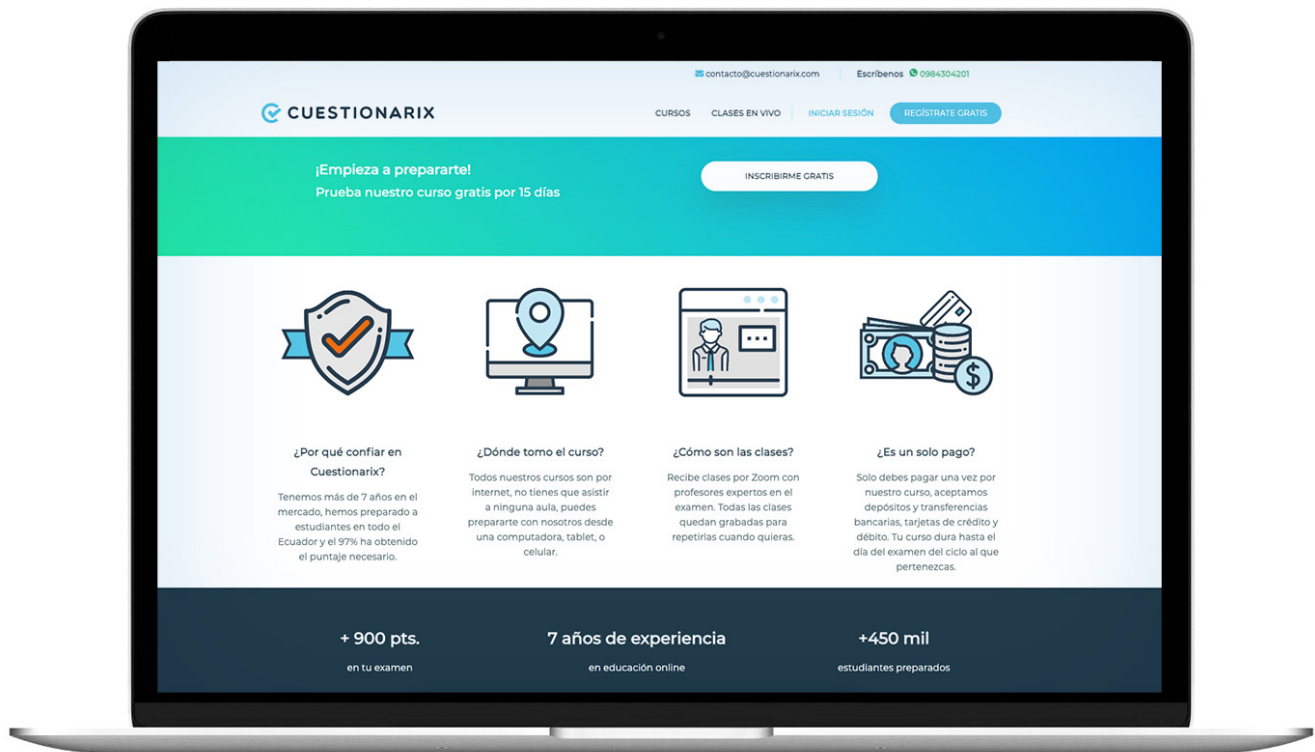 contacto@cuestionarix.com
Escríbenos 0984304201
CUESTIONARIX
CURSOS
CLASES EN VIVO
INICIAR SESIÓN
REGÍSTRATE GRATIS
¡Empieza a prepararte!
Prueba nuestro curso gratis por 15 días
INSCRIBIRME GRATIS
¿Por qué confiar en
Cuestionarix?
Tenemos más de 7 años en el
mercado, hemos preparado a
estudiantes en todo el
Ecuador y el 97% ha obtenido
el puntaje necesario.
¿Dónde tomo el curso?
Todos nuestros cursos son por
internet, no tienes que asistir
a ninguna aula, puedes
prepararte con nosotros desde
una computadora, tablet, o
celular.
¿Cómo son las clases?
Recibe clases por Zoom con
profesores expertos en el
examen. Todas las clases
quedan grabadas para
repetirlas cuando quieras.
$
¿Es un solo pago?
Solo debes pagar una vez por
nuestro curso, aceptamos
depósitos y transferencias
bancarias, tarjetas de crédito y
débito. Tu curso dura hasta el
día del examen del ciclo al que
pertenezcas.
+ 900 pts.
en tu examen
7 años de experiencia
en educación online
+450 mil
estudiantes preparados